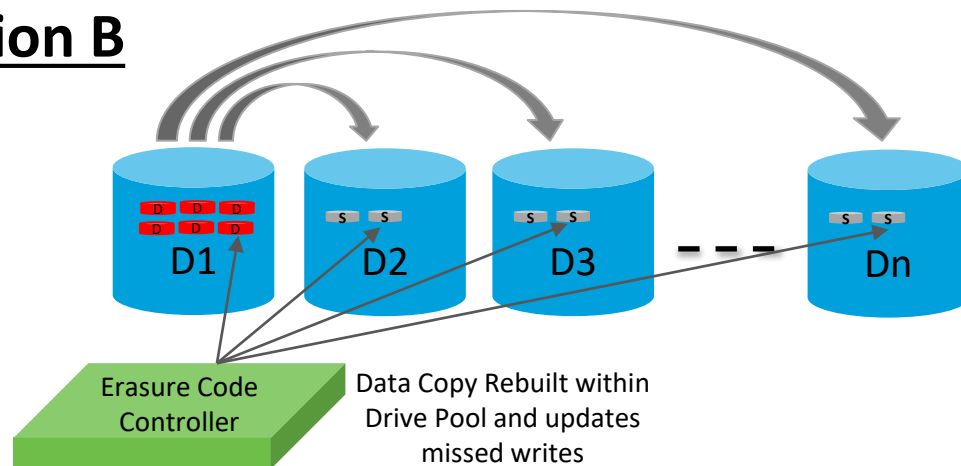 ion B
D D D
D D D
D1
S S
D2
S S
D3
S S
Dn
Erasure Code
Controller
Data Copy Rebuilt within
Drive Pool and updates
missed writes